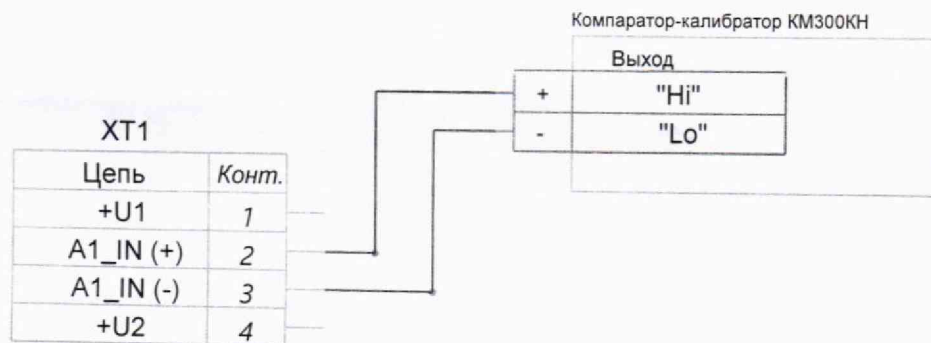 Компаратор-калибратор КМ300КН
Выход
+ "Hi"
- "Lo"
XT1
Цепь Конт.
+U1 1
A1_IN (+) 2
A1_IN (-) 3
+U2 4